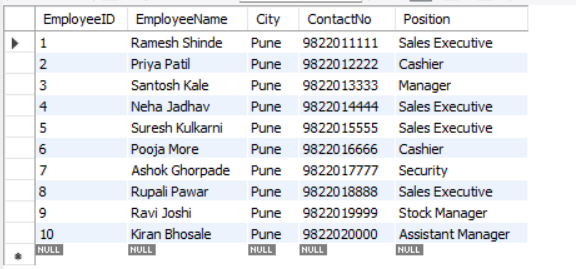 EmployeeID EmployeeName City ContactNo Position
1 Ramesh Shinde Pune 9822011111 Sales Executive
2 Priya Patil Pune 9822012222 Cashier
3 Santosh Kale Pune 9822013333 Manager
4 Neha Jadhav Pune 9822014444 Sales Executive
5 Suresh Kulkarni Pune 9822015555 Sales Executive
6 Pooja More Pune 9822016666 Cashier
7 Ashok Ghorpade Pune 9822017777 Security
8 Rupali Pawar Pune 9822018888 Sales Executive
9 Ravi Joshi Pune 9822019999 Stock Manager
10 Kiran Bhosale Pune 9822020000 Assistant Manager
NULL NULL NULL NULL NULL